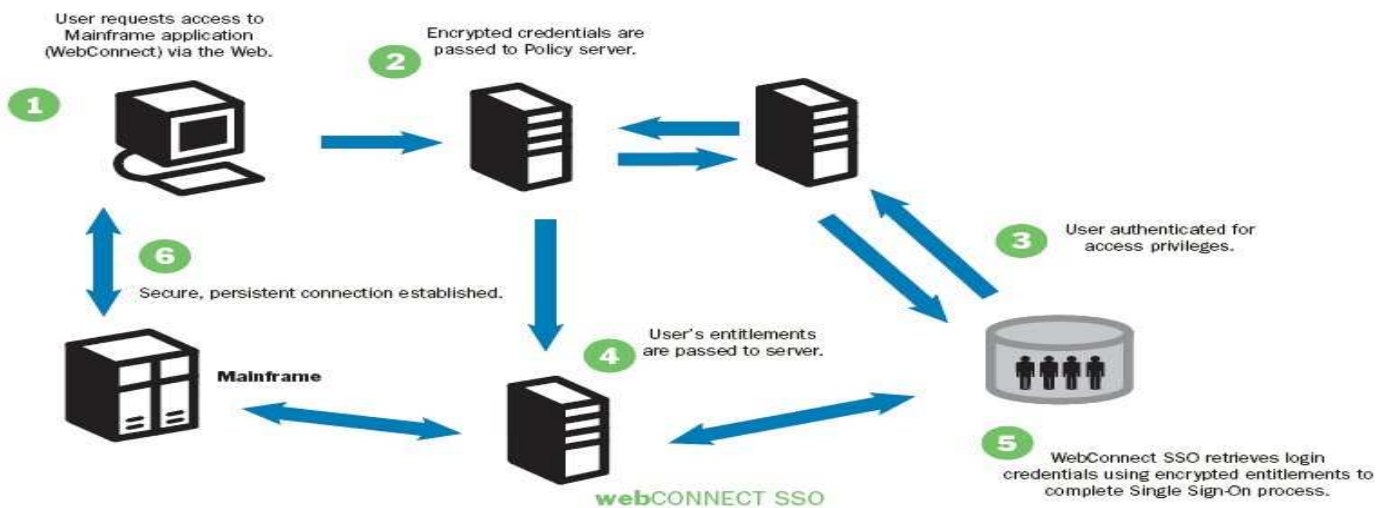 User requests access to
Mainframe application
(WebConnect) via the Web.
1
2
Encrypted credentials are
passed to Policy server.
3
User authenticated for
access privileges.
6
Secure, persistent connection established.
4
User's entitlements
are passed to server.
Mainframe
5
WebConnect SSO retrieves login
credentials using encrypted entitlements to
complete Single Sign-On process.
webCONNECT SSO